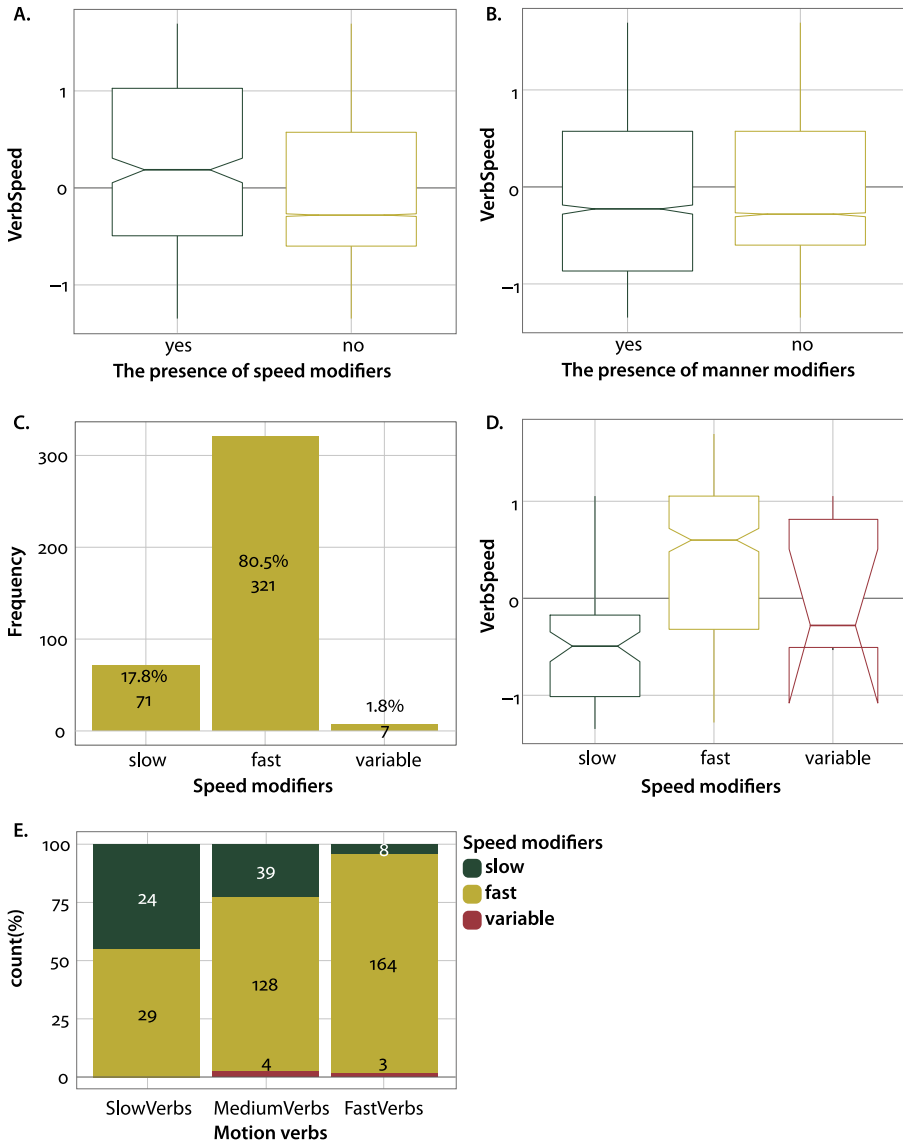 A.
VerbSpeed
1
0
−1
yes no
The presence of speed modifiers
B.
VerbSpeed
1
0
−1
yes no
The presence of manner modifiers
C.
Frequency
300
200
100
0
17.8%
71
80.5%
321
1.8%
7
slow fast variable
Speed modifiers
D.
VerbSpeed
1
0
−1
slow fast variable
Speed modifiers
E.
count(%)
100
75
50
25
0
24
29
39
128
4
8
164
3
SlowVerbs MediumVerbs FastVerbs
Motion verbs
Speed modifiers
slow
fast
variable